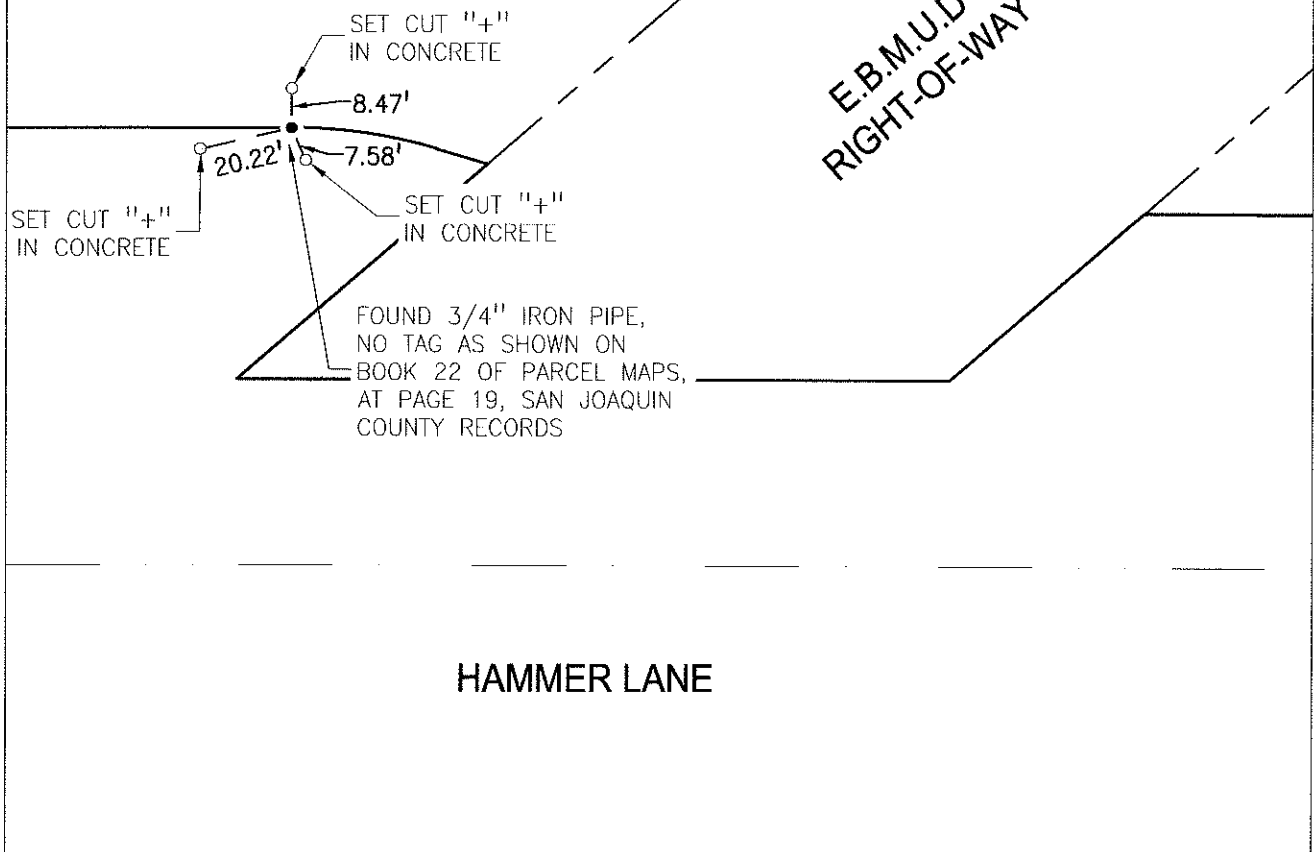 SET CUT "+"
IN CONCRETE
E.B.M.U.D
RIGHT-OF-WAY
8.47'
20.22'
7.58'
SET CUT "+"
IN CONCRETE
SET CUT "+"
IN CONCRETE
FOUND 3/4" IRON PIPE,
NO TAG AS SHOWN ON
BOOK 22 OF PARCEL MAPS,
AT PAGE 19, SAN JOAQUIN
COUNTY RECORDS
HAMMER LANE